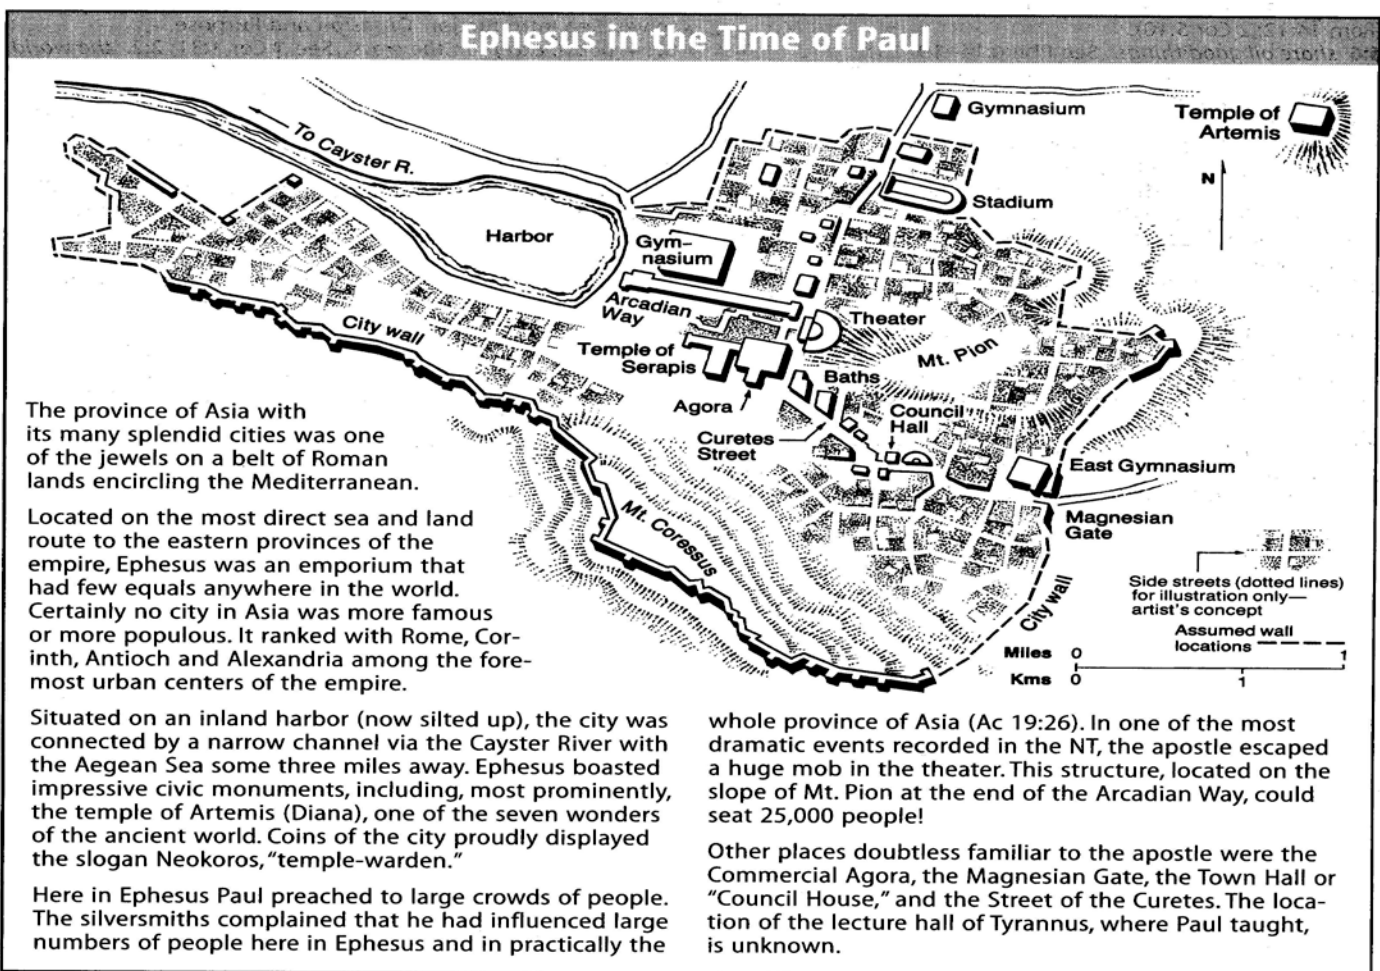 Ephesus in the Time of Paul
Gymnasium
Temple of
Artemis
To Cayster R.
N
Stadium
Harbor
Gym-
nasium
Arcadian
Way
Theater
City wall
Temple of
Serapis
Mt. Pion
Baths
Agora
Council
Hall
Curetes
Street
East Gymnasium
Magnesian
Gate
Mt. Coressus
City wall
Side streets (dotted lines)
for illustration only—
artist's concept
Assumed wall
locations
Miles 0 1
Kms 0 1
The province of Asia with
its many splendid cities was one
of the jewels on a belt of Roman
lands encircling the Mediterranean.
Located on the most direct sea and land
route to the eastern provinces of the
empire, Ephesus was an emporium that
had few equals anywhere in the world.
Certainly no city in Asia was more famous
or more populous. It ranked with Rome, Cor-
inth, Antioch and Alexandria among the fore-
most urban centers of the empire.
Situated on an inland harbor (now silted up), the city was
connected by a narrow channel via the Cayster River with
the Aegean Sea some three miles away. Ephesus boasted
impressive civic monuments, including, most prominently,
the temple of Artemis (Diana), one of the seven wonders
of the ancient world. Coins of the city proudly displayed
the slogan Neokoros, "temple-warden."
Here in Ephesus Paul preached to large crowds of people.
The silversmiths complained that he had influenced large
numbers of people here in Ephesus and in practically the
whole province of Asia (Ac 19:26). In one of the most
dramatic events recorded in the NT, the apostle escaped
a huge mob in the theater. This structure, located on the
slope of Mt. Pion at the end of the Arcadian Way, could
seat 25,000 people!
Other places doubtless familiar to the apostle were the
Commercial Agora, the Magnesian Gate, the Town Hall or
"Council House," and the Street of the Curetes. The loca-
tion of the lecture hall of Tyrannus, where Paul taught,
is unknown.